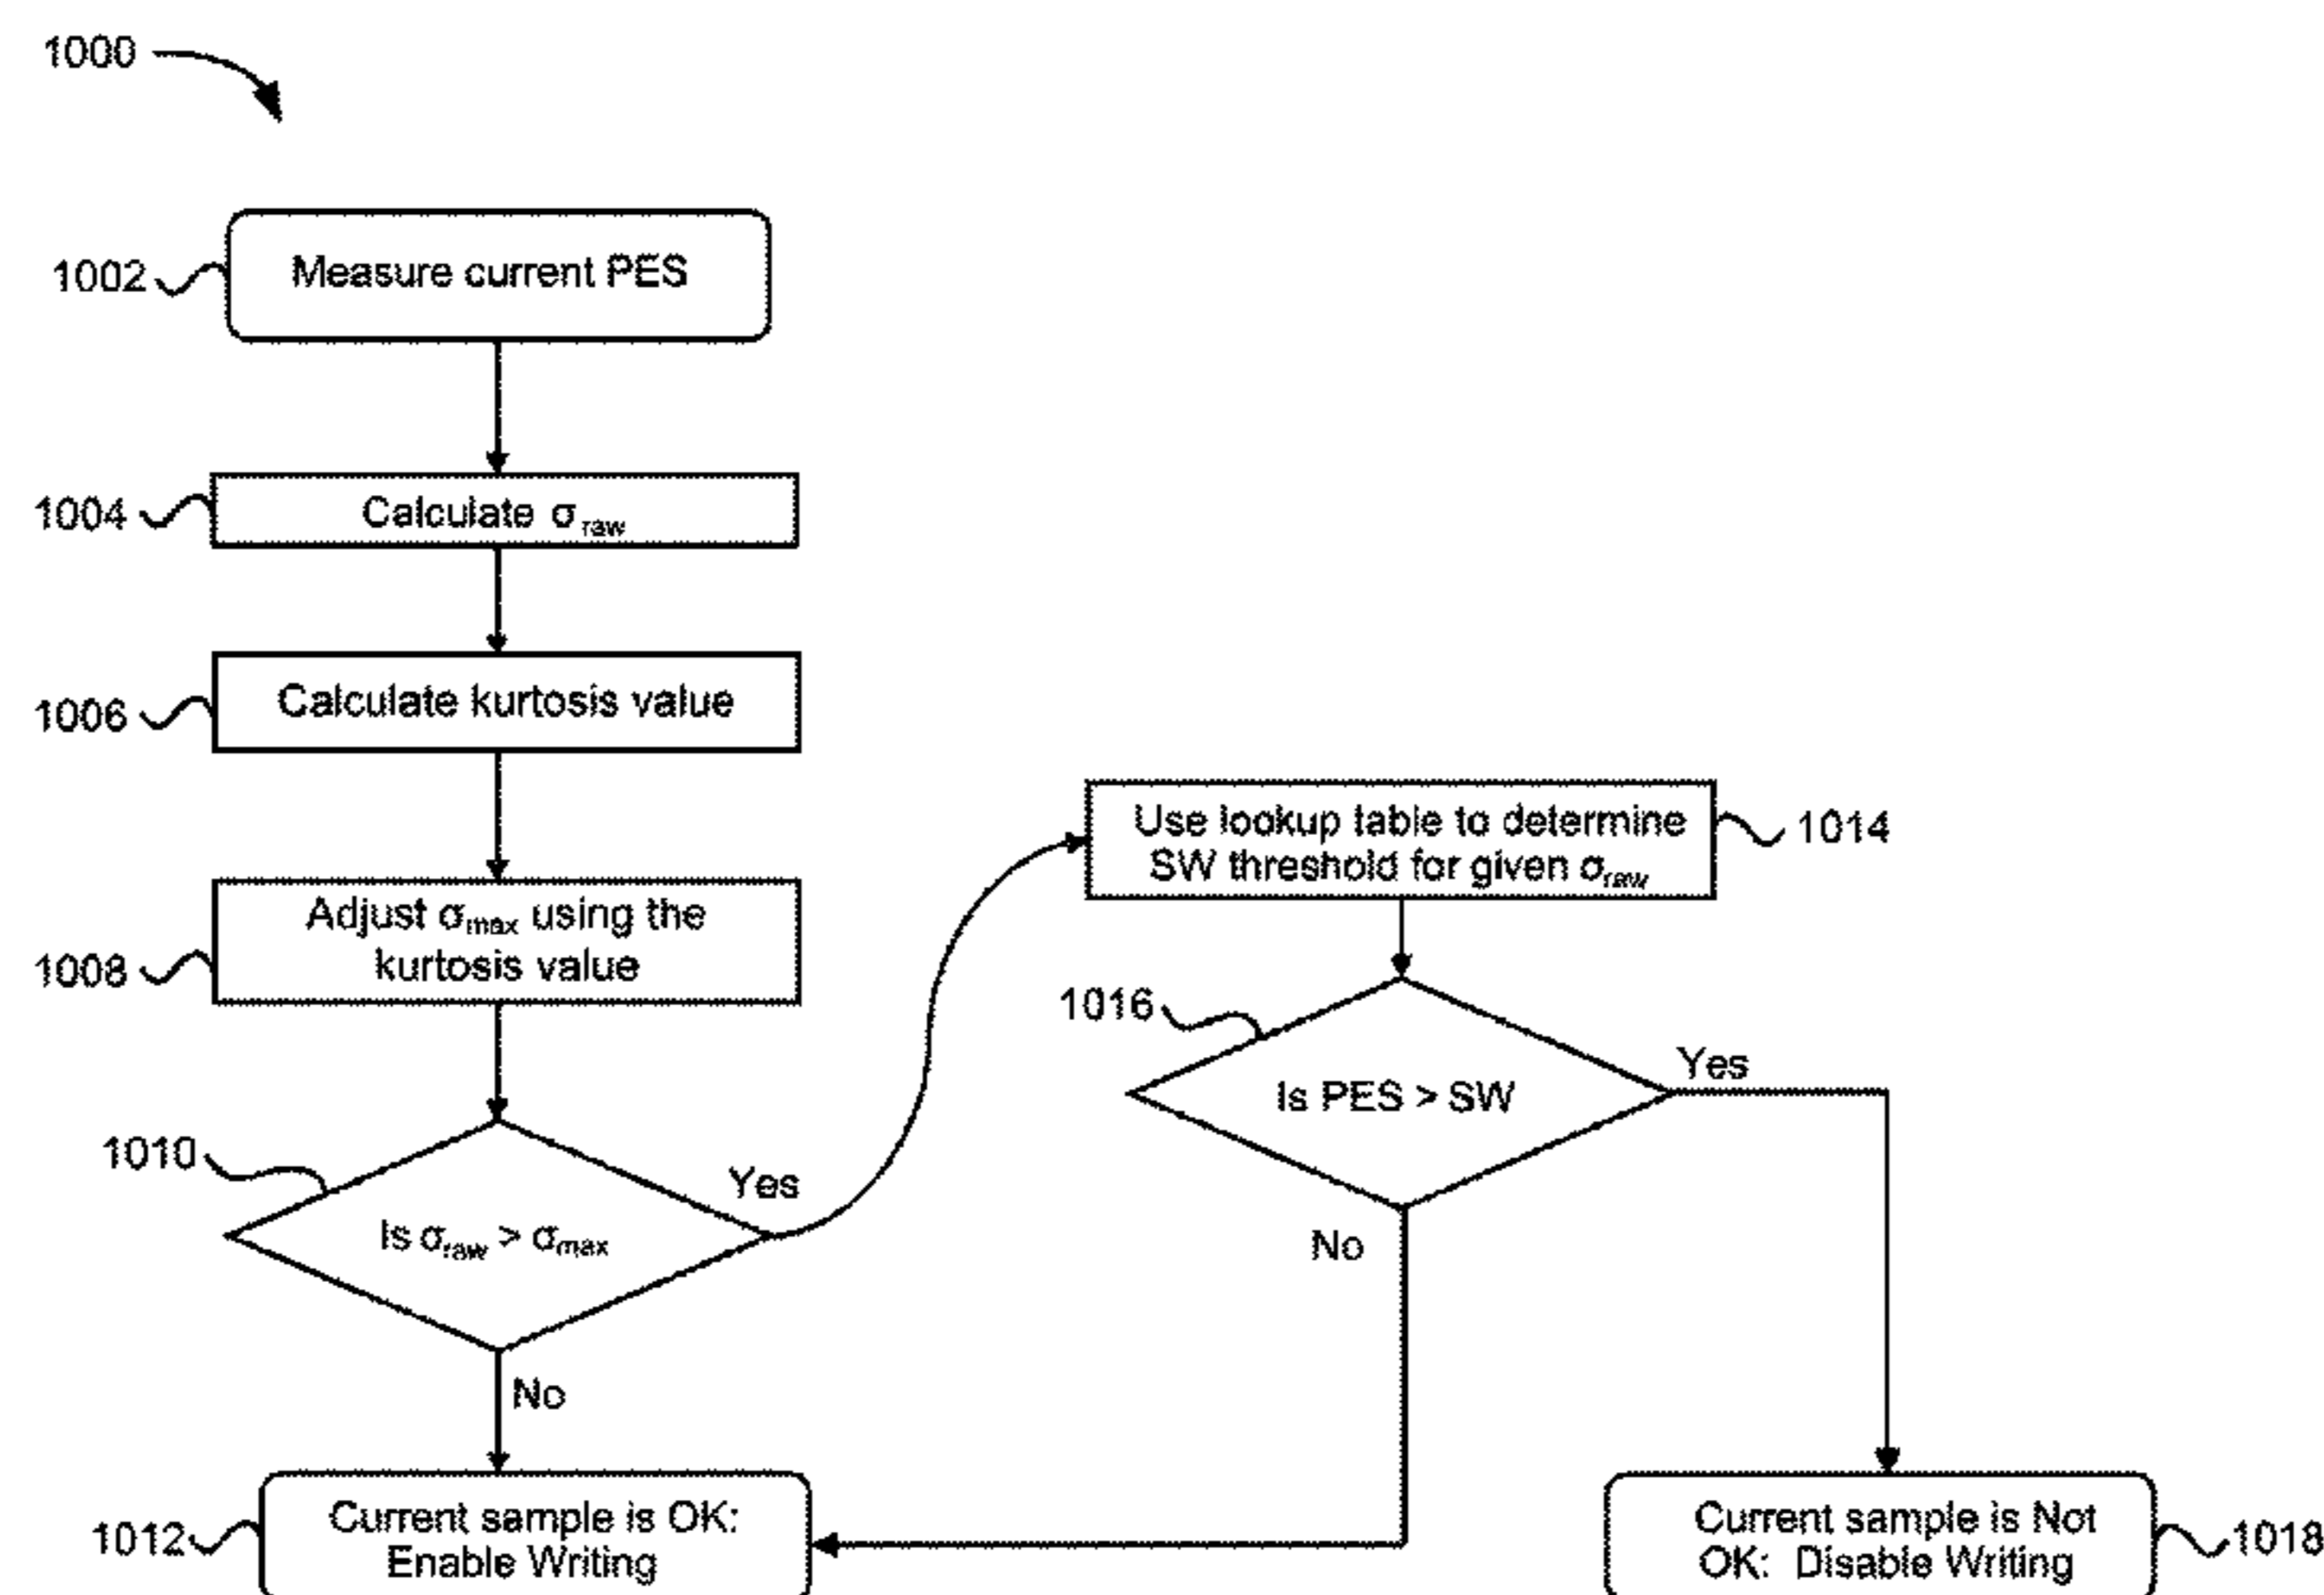 1000
1002
Measure current PES
1004
Calculate σraw
1006
Calculate kurtosis value
1008
Adjust σmax using the
kurtosis value
1010
Is σraw > σmax
Yes
No
1012
Current sample is OK:
Enable Writing
Use lookup table to determine
SW threshold for given σraw
1014
1016
Is PES > SW
Yes
No
Current sample is Not
OK: Disable Writing
1018